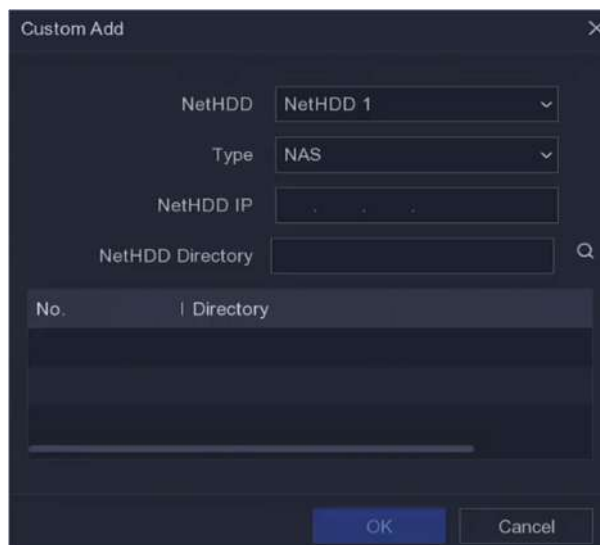 Custom Add
NetHDD NetHDD 1
Type NAS
NetHDD IP . . .
NetHDD Directory
No. Directory
OK Cancel